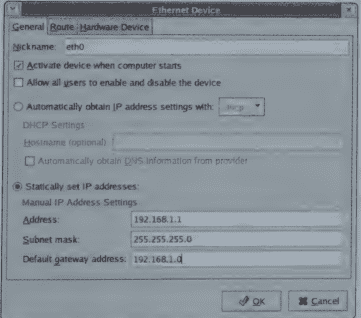 Ethernet Device
General Route Hardware Device
Nickname: eth0
Activate device when computer starts
Allow all users to enable and disable the device
Automatically obtain IP address settings with: dhcp
DHCP Settings
Hostname (optional):
Automatically obtain DNS information from provider
Statically set IP addresses:
Manual IP Address Settings
Address: 192.168.1.1
Subnet mask: 255.255.255.0
Default gateway address: 192.168.1.0
OK Cancel